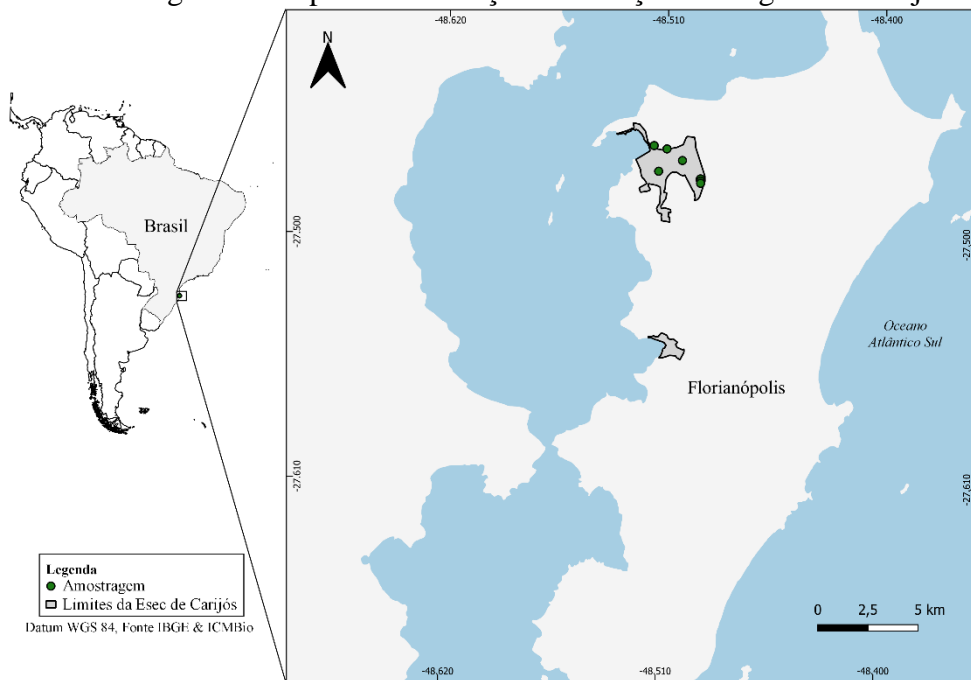 -48.620 -48.510 -48.400
N
Brasil
-27.500
-27.500
Oceano
Atlântico Sul
Florianópolis
-27.610
-27.610
Legenda
Amostragem
Limites da Esec de Carijós
Datum WGS 84, Fonte IBGE & ICMBio
0 2,5 5 km
-48.620 -48.510 -48.400